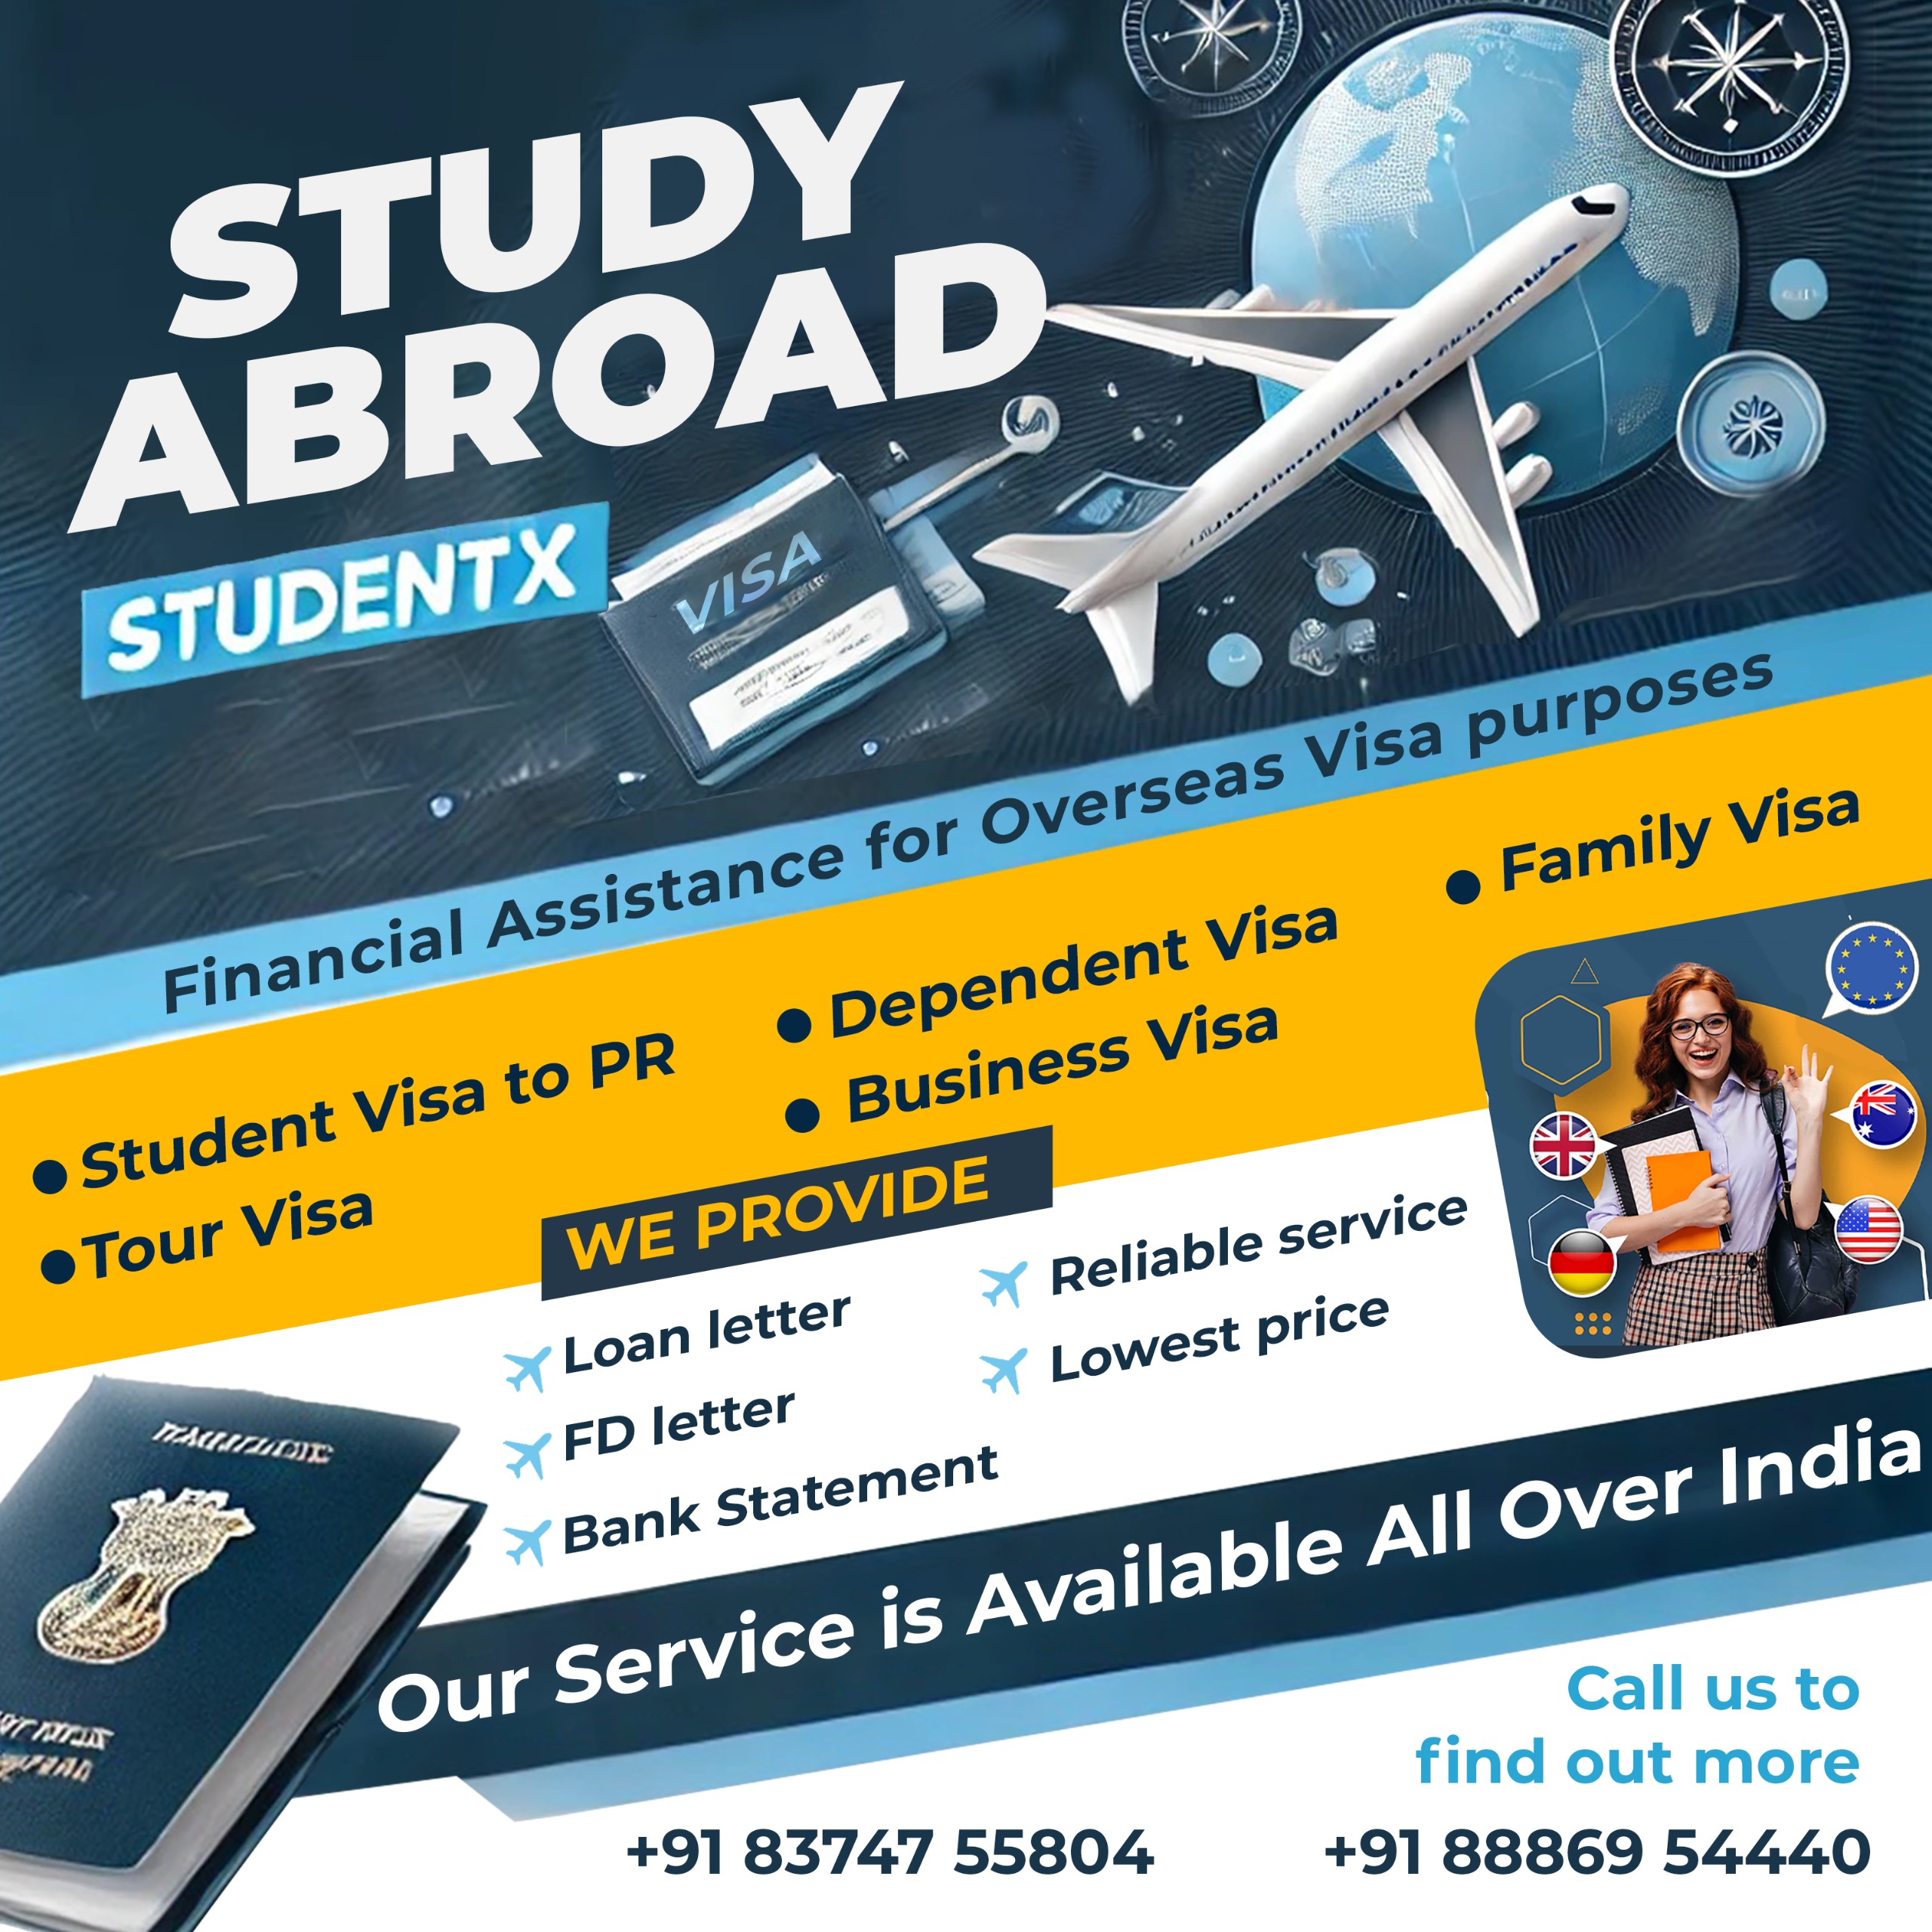 STUDY
ABROAD
STUDENTX
VISA
Financial Assistance for Overseas Visa purposes
● Student Visa to PR
● Tour Visa
● Dependent Visa
● Business Visa
● Family Visa
WE PROVIDE
Loan letter
FD letter
Bank Statement
Reliable service
Lowest price
Our Service is Available All Over India
Call us to
find out more
+91 83747 55804
+91 88869 54440